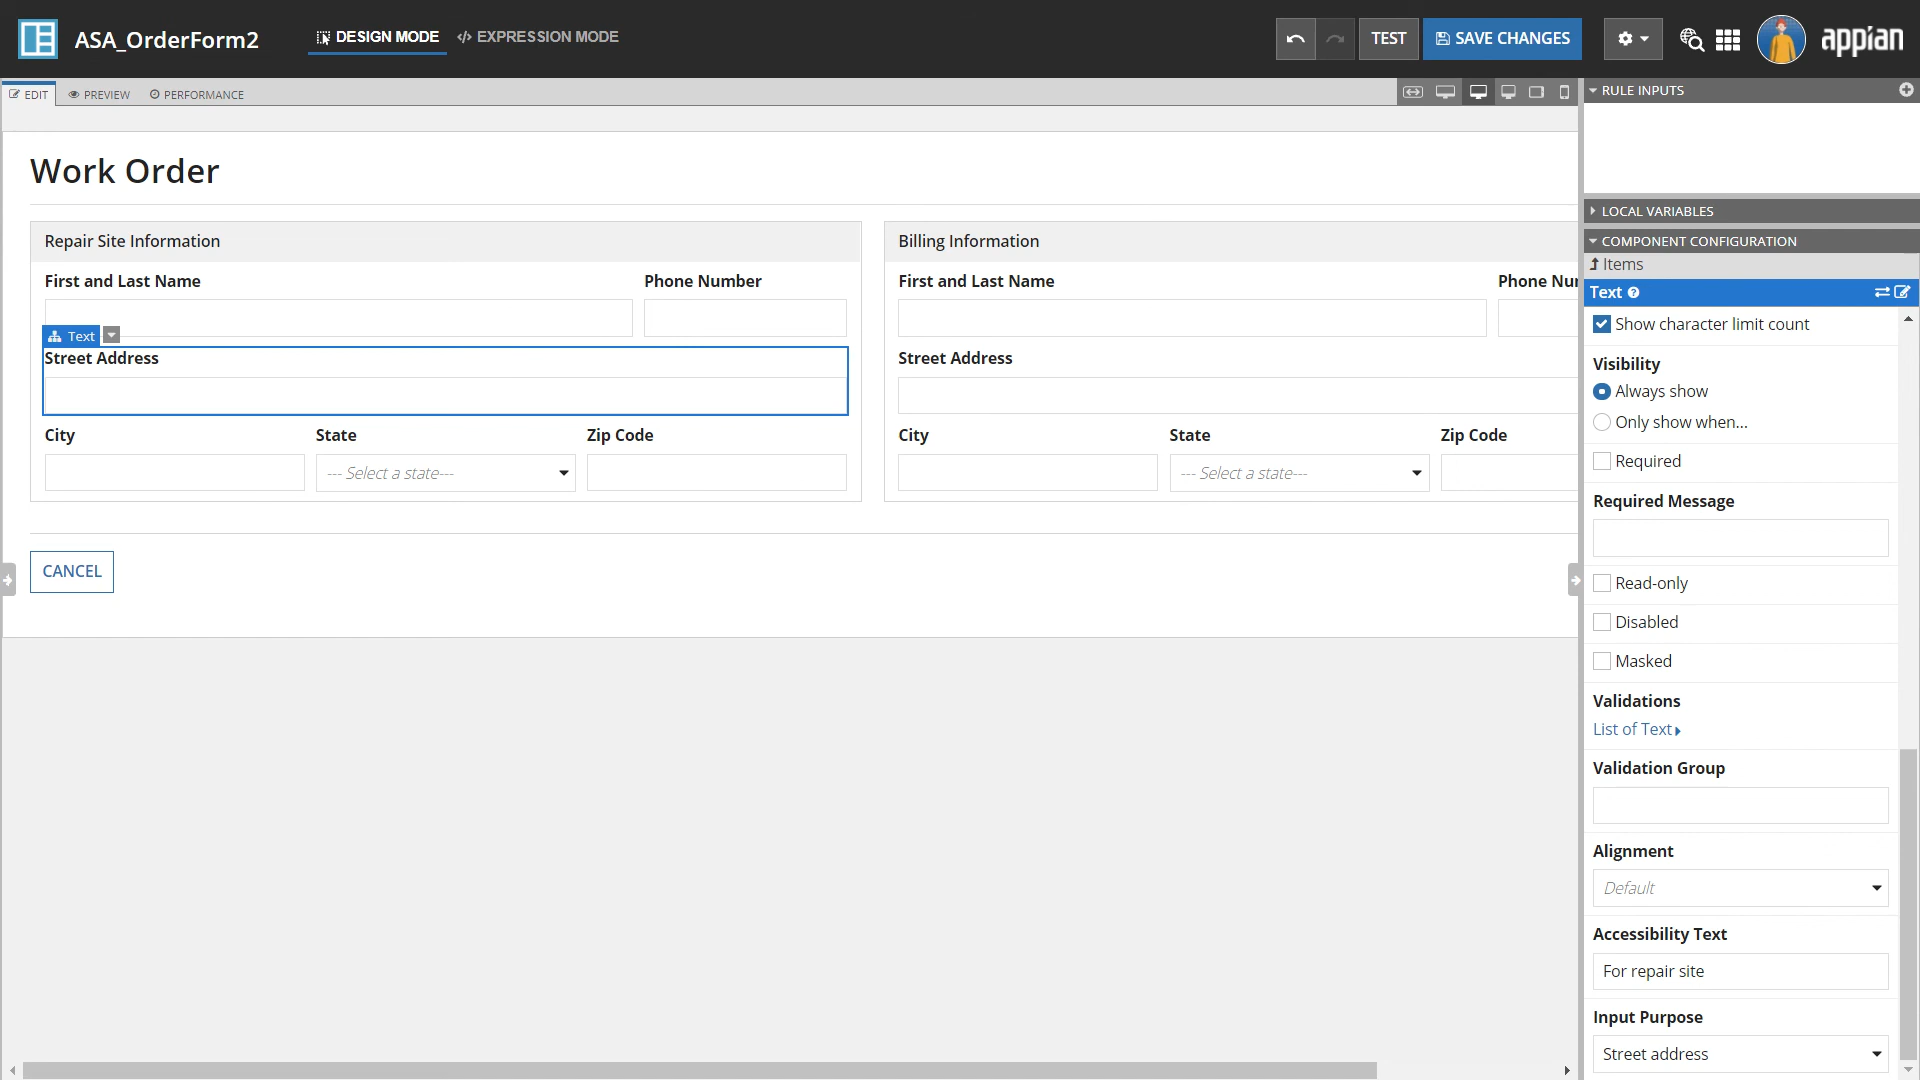 ASA_OrderForm2
DESIGN MODE
EXPRESSION MODE
TEST
SAVE CHANGES
appian
EDIT
PREVIEW
PERFORMANCE
RULE INPUTS
Work Order
LOCAL VARIABLES
Repair Site Information
Billing Information
COMPONENT CONFIGURATION
Items
First and Last Name
Phone Number
First and Last Name
Phone Nu
Text
Show character limit count
Text
Street Address
Street Address
Visibility
Always show
Only show when...
City
State
Zip Code
City
State
Zip Code
Required
--- Select a state---
--- Select a state---
Required Message
CANCEL
Read-only
Disabled
Masked
Validations
List of Text
Validation Group
Alignment
Default
Accessibility Text
For repair site
Input Purpose
Street address